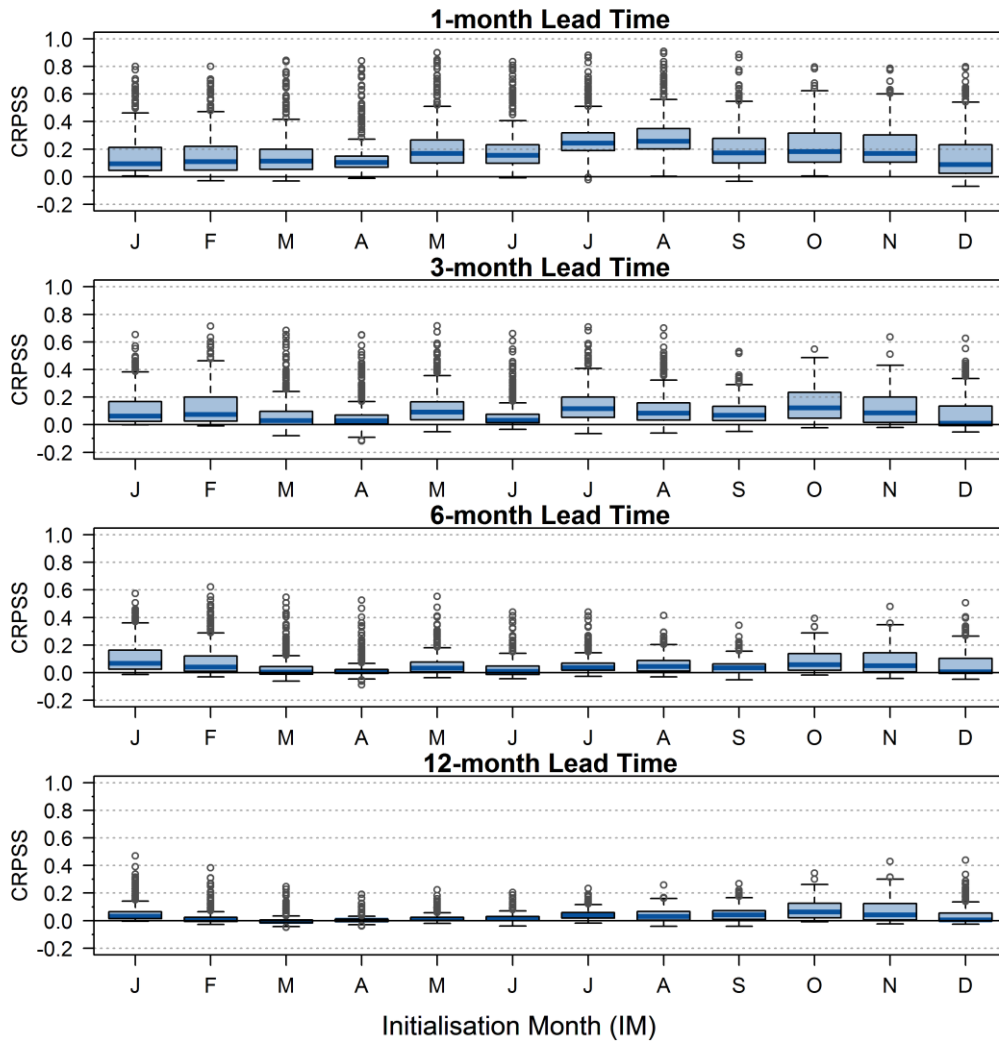 1-month Lead Time
CRPSS
1.0
0.8
0.6
0.4
0.2
0.0
-0.2
J F M A M J J A S O N D
3-month Lead Time
CRPSS
1.0
0.8
0.6
0.4
0.2
0.0
-0.2
J F M A M J J A S O N D
6-month Lead Time
CRPSS
1.0
0.8
0.6
0.4
0.2
0.0
-0.2
J F M A M J J A S O N D
12-month Lead Time
CRPSS
1.0
0.8
0.6
0.4
0.2
0.0
-0.2
J F M A M J J A S O N D
Initialisation Month (IM)